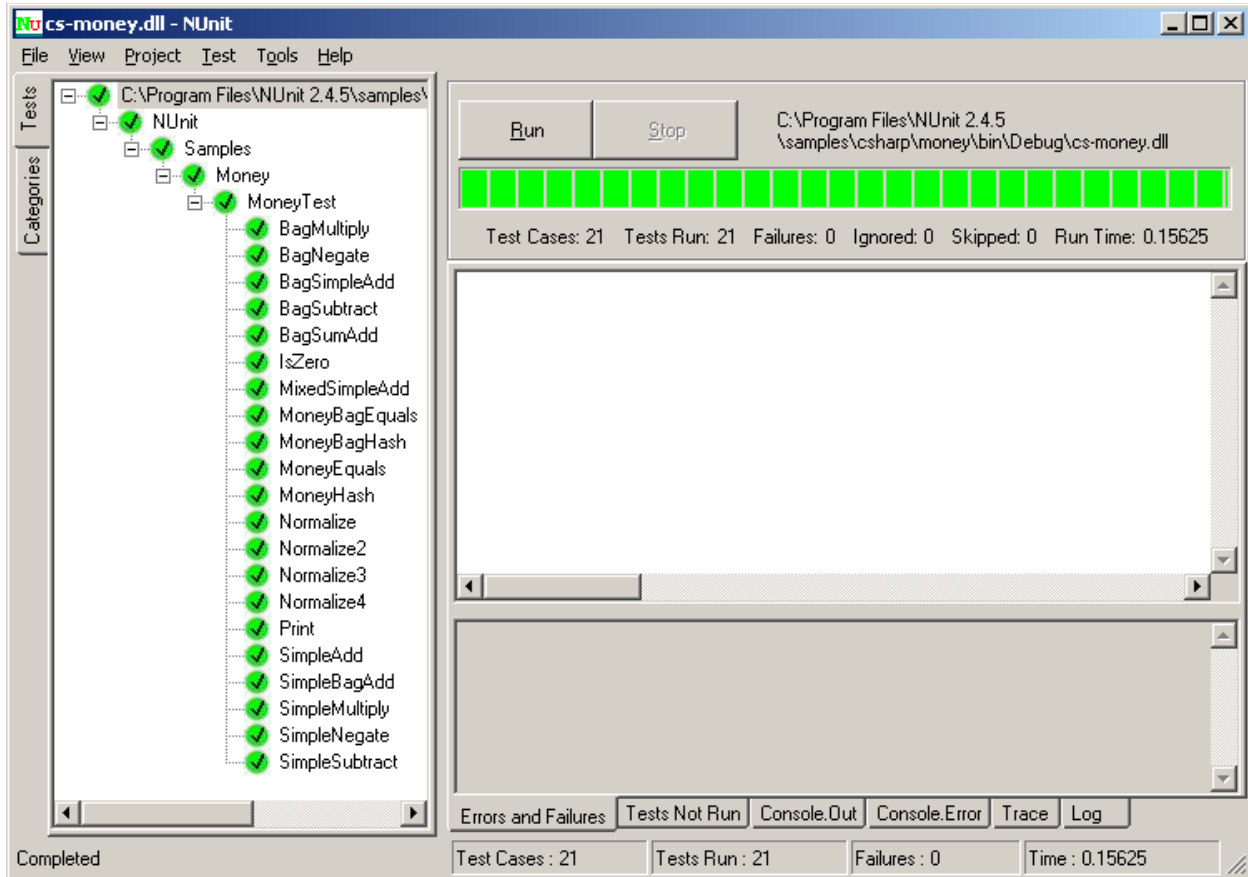 Nu cs-money.dll - NUnit
File View Project Test Tools Help
Tests
Categories
C:\Program Files\NUnit 2.4.5\samples\
NUnit
Samples
Money
MoneyTest
BagMultiply
BagNegate
BagSimpleAdd
BagSubtract
BagSumAdd
IsZero
MixedSimpleAdd
MoneyBagEquals
MoneyBagHash
MoneyEquals
MoneyHash
Normalize
Normalize2
Normalize3
Normalize4
Print
SimpleAdd
SimpleBagAdd
SimpleMultiply
SimpleNegate
SimpleSubtract
Run Stop
C:\Program Files\NUnit 2.4.5
\samples\csharp\money\bin\Debug\cs-money.dll
Test Cases: 21 Tests Run: 21 Failures: 0 Ignored: 0 Skipped: 0 Run Time: 0.15625
Errors and Failures Tests Not Run Console.Out Console.Error Trace Log
Completed Test Cases : 21 Tests Run : 21 Failures : 0 Time : 0.15625